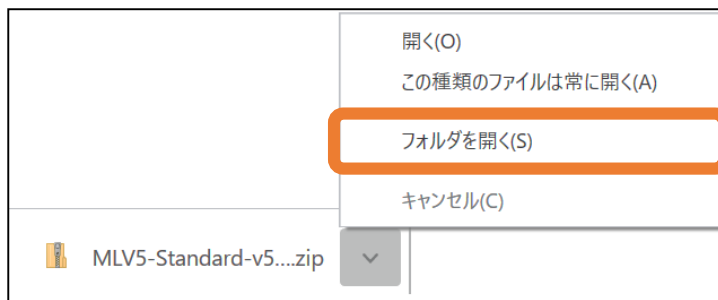 開く(O)
この種類のファイルは常に開く(A)
フォルダを開く(S)
キャンセル(C)
MLV5-Standard-v5....zip